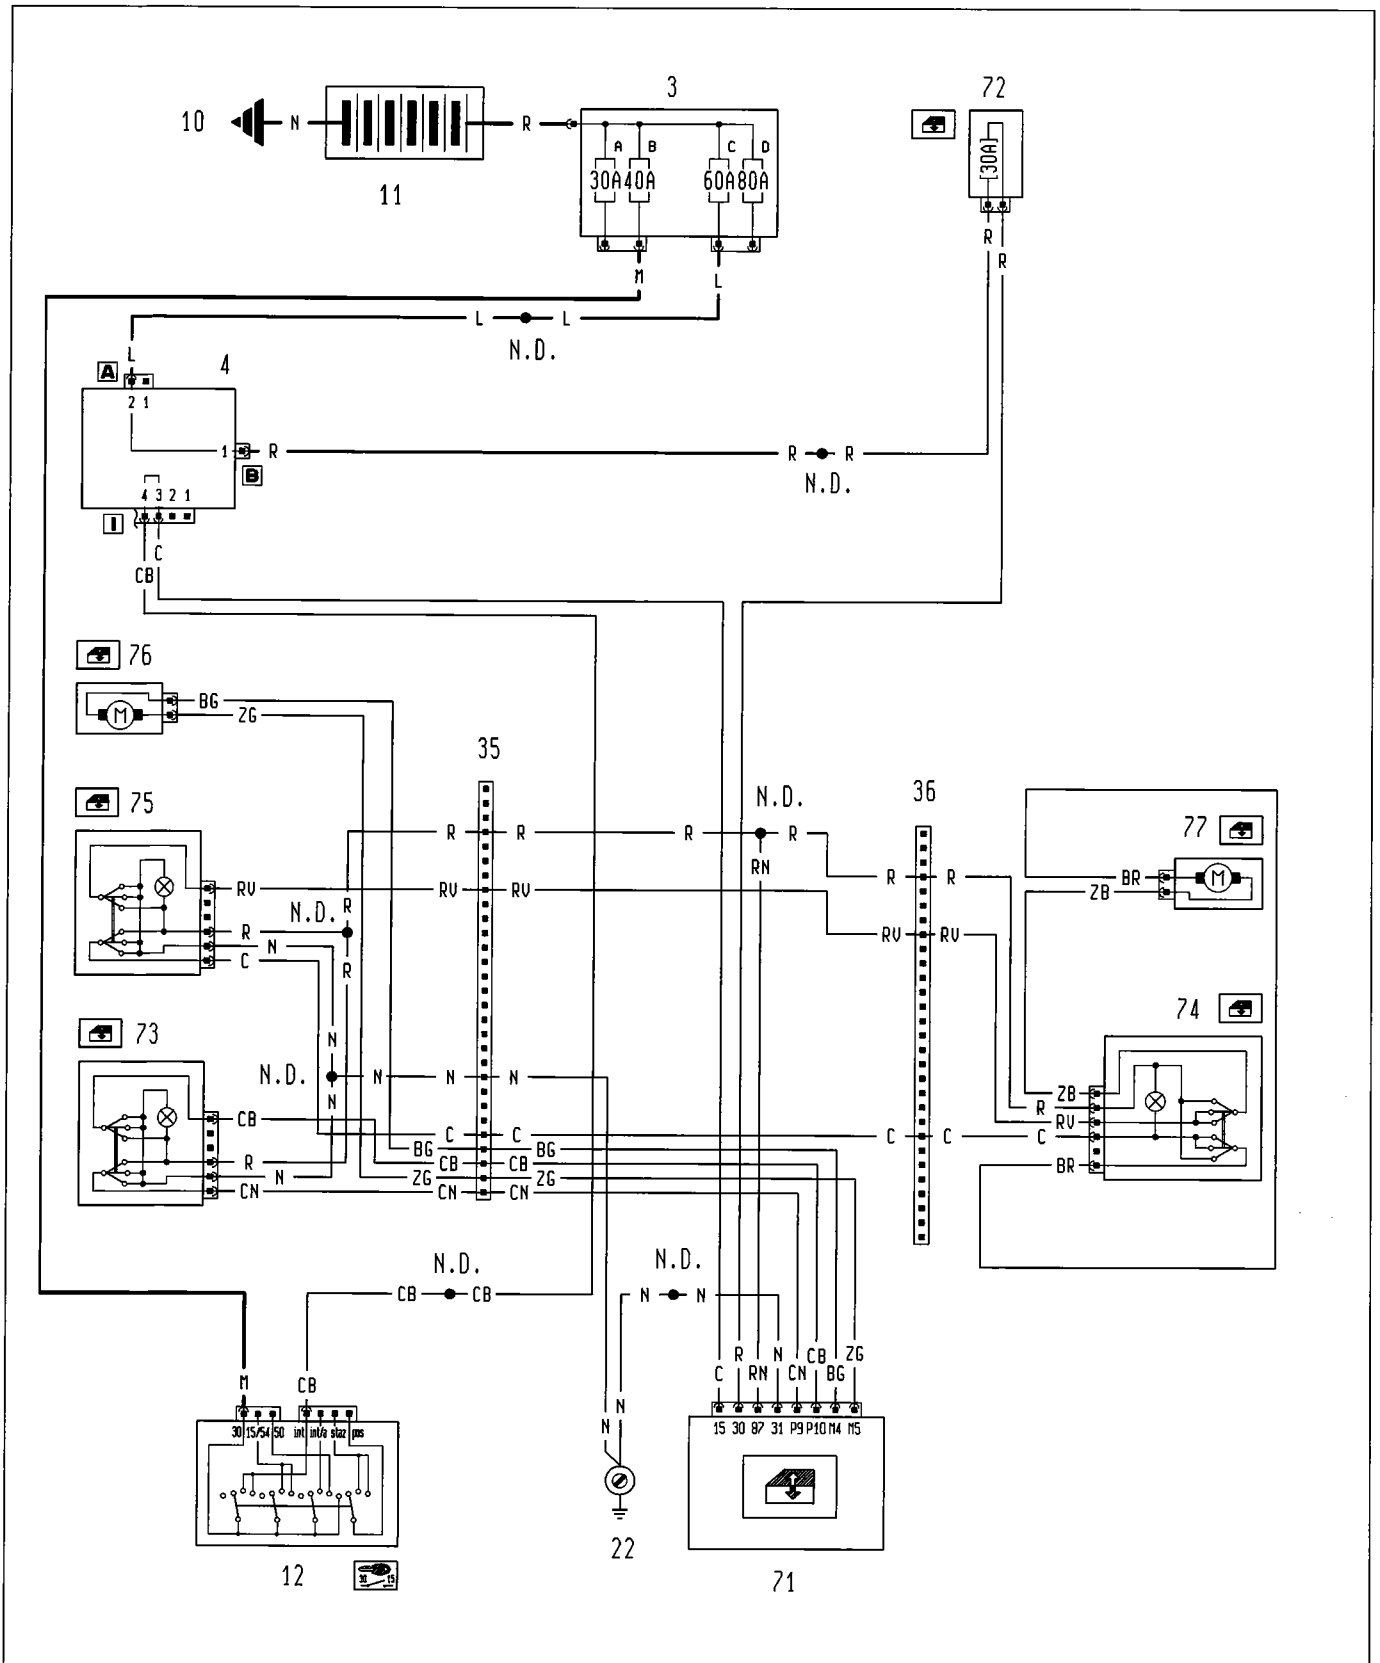 3
72
10
N
R
A
B
C
D
30A
40A
60A
80A
[30A]
11
M
L
R
R
L
L
N.D.
L
A
4
2 1
1
R
B
R
R
N.D.
4 3 2 1
I
C
CB
76
BG
ZG
M
35
75
N.D.
36
77
R
R
R
R
RN
M
BR
ZB
R
R
RV
RV
RV
N.D.
R
R
N
RV
RV
C
R
74
73
N
N.D.
N
N
N
N
ZB
R
RV
CB
C
C
C
C
C
BG
BG
R
CB
CB
BR
N
ZG
ZG
CN
CN
CN
N.D.
N.D.
CB
CB
N
N
M
CB
N
N
C
R
RN
N
CN
CB
BG
ZG
30 15/54 50 int int/a staz pos
15 30 87 31 P9 P10 M4 M5
22
12
30 15
71